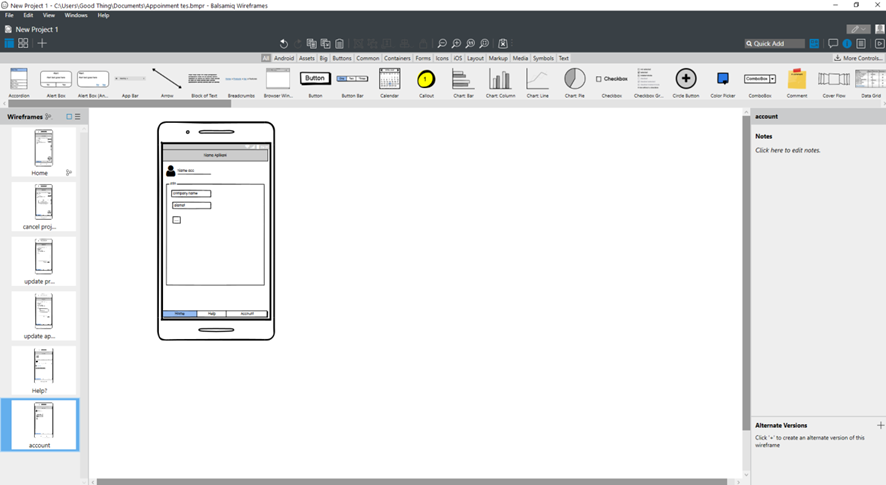 New Project 1 - C:\Users\Good Thing\Documents\Appoinment tes.bmpr - Balsamiq Wireframes
File Edit View Windows Help
New Project 1
Quick Add
All Android Assets Big Buttons Common Containers Forms Icons iOS Layout Markup Media Symbols Text
More Controls...
Button
1
Checkbox
ComboBox
Accordion Alert Box Alert Box (An... App Bar Arrow Block of Text Breadcrumbs Browser Win... Button Button Bar Calendar Callout Chart: Bar Chart: Column Chart: Line Chart: Pie Checkbox Checkbox Gr... Circle Button Color Picker ComboBox Comment Cover Flow Data Grid
Wireframes
Home
cancel proj...
update pr...
update ap...
Help?
account
company name
alamat
Home Help Account
account
Notes
Click here to edit notes.
Alternate Versions
Click '+' to create an alternate version of this
wireframe